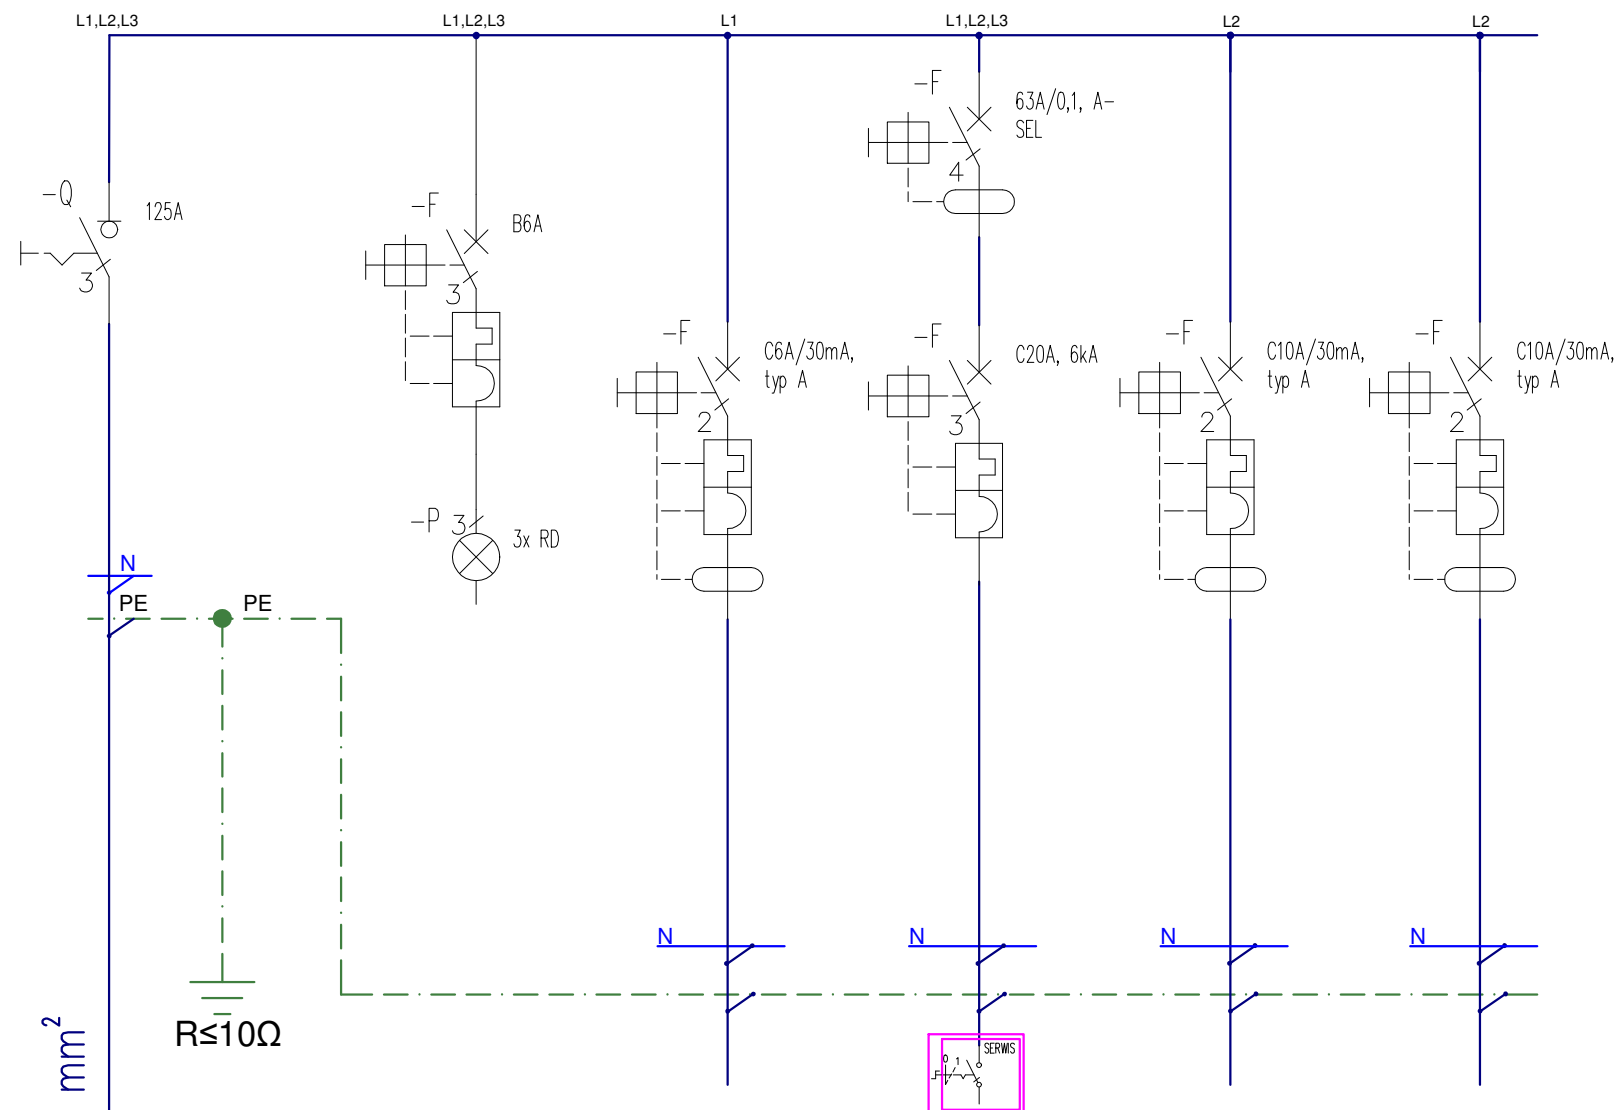 L1,L2,L3
L1,L2,L3
L1
L1,L2,L3
L2
L2
-F
63A/0,1, A-
SEL
4
-Q
125A
3
-F
B6A
3
-F
C6A/30mA,
typ A
2
-F
C20A, 6kA
3
-F
C10A/30mA,
typ A
2
-F
C10A/30mA,
typ A
2
-P
3
3x RD
N
PE
PE
N
N
N
N
R≤10Ω
mm²
SERWIS
0 1